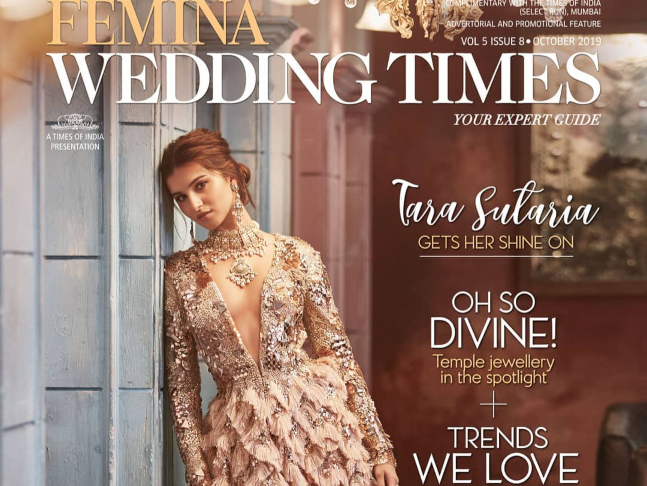 COMPLIMENTARY WITH THE TIMES OF INDIA
(SELECT RUN), MUMBAI
ADVERTORIAL AND PROMOTIONAL FEATURE
FEMINA
VOL 5 ISSUE 8 • OCTOBER 2019
WEDDING TIMES
YOUR EXPERT GUIDE
A TIMES OF INDIA
PRESENTATION
Tara Sutaria
GETS HER SHINE ON
OH SO
DIVINE!
Temple jewellery
in the spotlight
+
TRENDS
WE LOVE